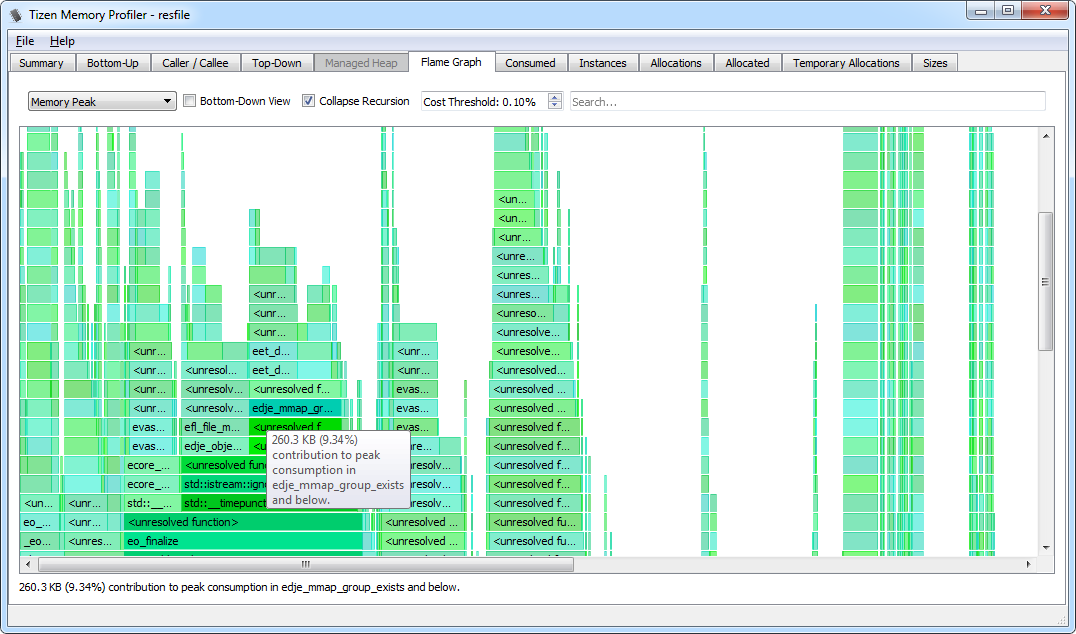 Tizen Memory Profiler - resfile
File Help
Summary Bottom-Up Caller / Callee Top-Down Managed Heap Flame Graph Consumed Instances Allocations Allocated Temporary Allocations Sizes
Memory Peak Bottom-Down View Collapse Recursion Cost Threshold: 0.10% Search...
<un...
<un...
<unr...
<unre...
<unres...
<unr... <unres...
<unr... <unreso...
<unr... <unresolve...
<unr... eet_d... <unr... <unresolve...
<unr... <unresol... eet_d... <unr... <unresolved...
<unr... <unresolv... <unresolved f... evas... <unresolved ...
<unr... <unresolv... edje_mmap_gr... evas... <unresolved ...
evas... efl_file_m... <unresolved f... evas... <unresolved f...
evas... edje_obje... <unresolved f...
ecore_... <unresolved <unresolved f...
ecore_... std::istream::ign <unresolved f...
<un... <unr... std::__... std::__timepunct <unresolved f...
eo_... <unr... <unresolved function> <unresolved ... <unresolved fu...
_eo... <unres... eo_finalize <unresolved ... <unresolved fu...
260.3 KB (9.34%)
contribution to peak
consumption in
edje_mmap_group_exists
and below.
260.3 KB (9.34%) contribution to peak consumption in edje_mmap_group_exists and below.